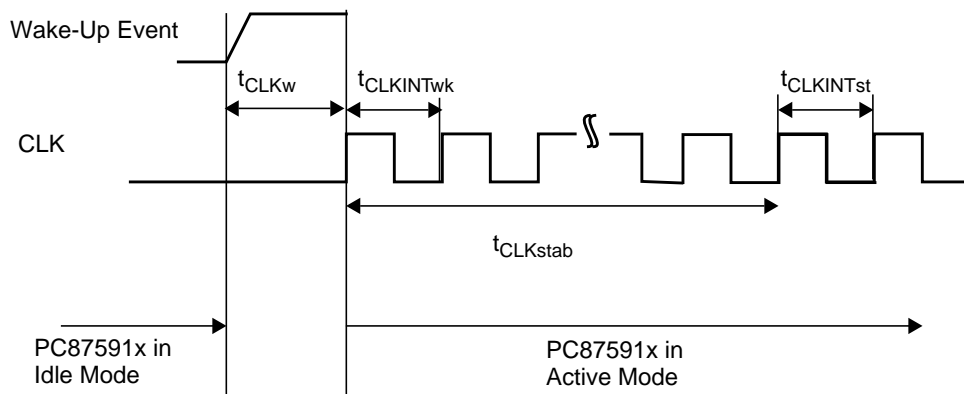 Wake-Up Event
tCLKw
tCLKINTwk
tCLKINTst
CLK
tCLKstab
PC87591x in
Idle Mode
PC87591x in
Active Mode